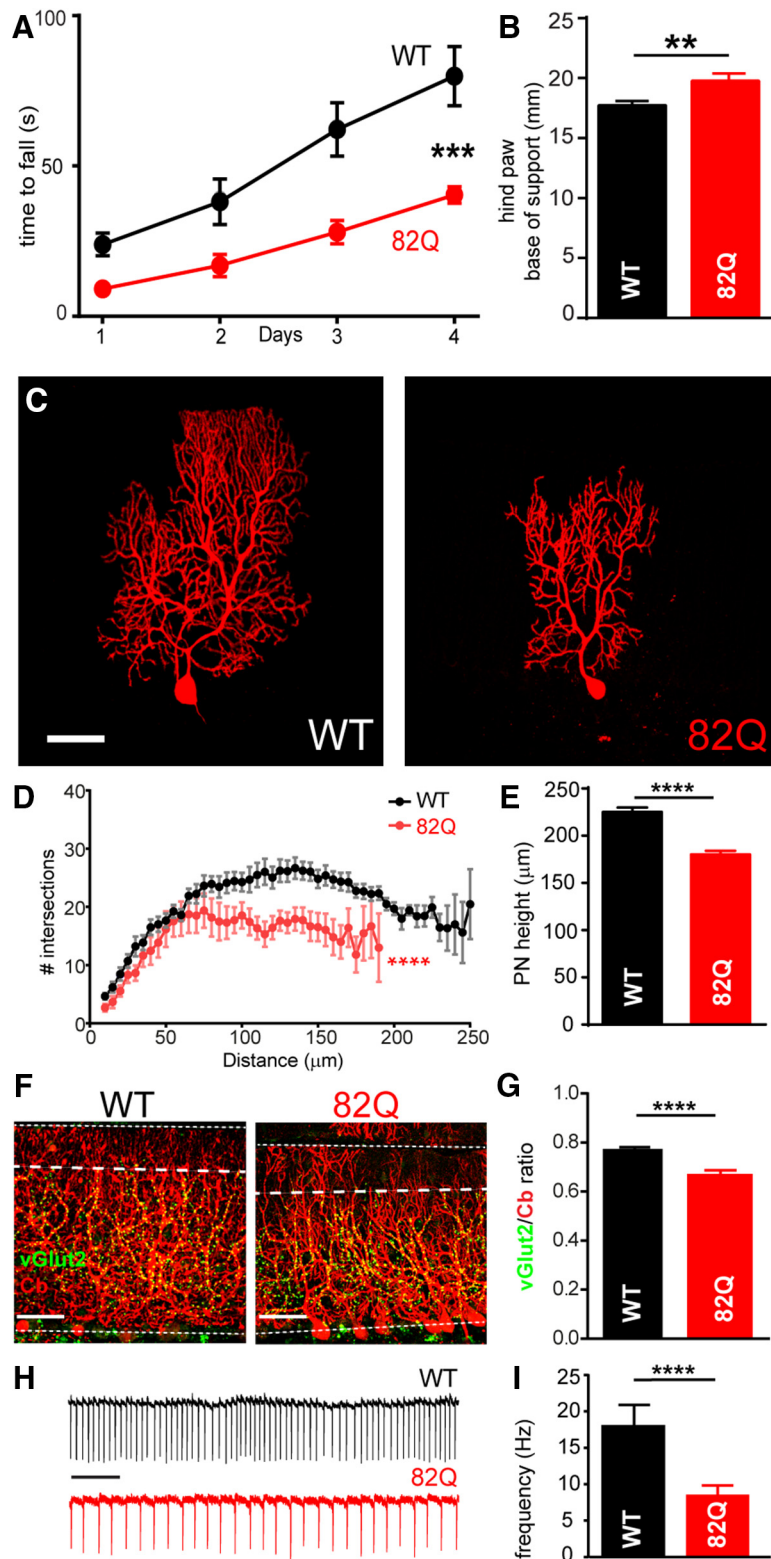 A
100
50
0
time to fall (s)
WT
***
82Q
1 2 3 4
Days
B
**
25
20
15
10
5
0
hind paw
base of support (mm)
WT
82Q
C
WT
82Q
D
40
30
20
10
0
# intersections
WT
82Q
****
0 50 100 150 200 250
Distance (μm)
E
****
250
200
150
100
50
0
PN height (μm)
WT
82Q
F
WT
82Q
vGlut2
G
****
1.0
0.8
0.6
0.4
0.2
0.0
vGlut2/Cb ratio
WT
82Q
H
WT
82Q
I
****
25
20
15
10
5
0
frequency (Hz)
WT
82Q